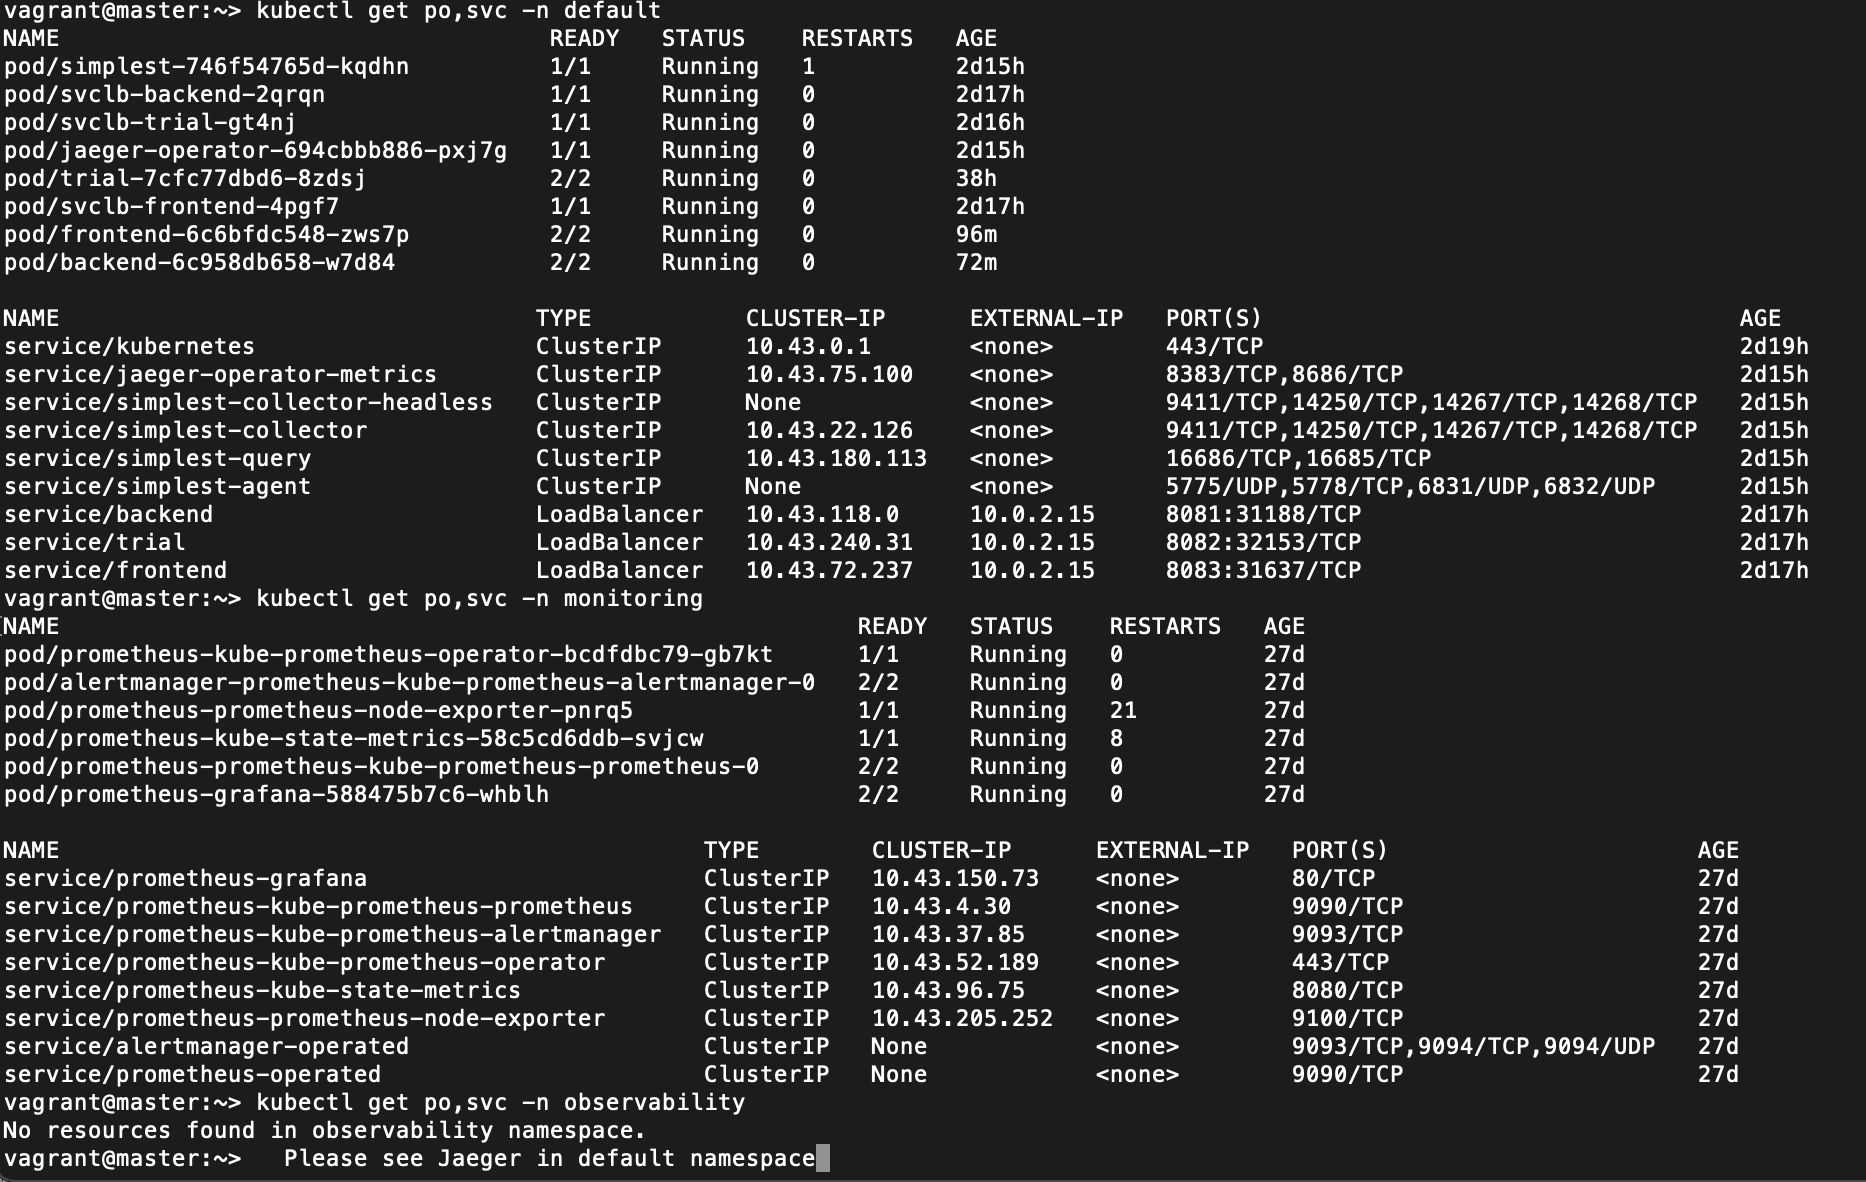 vagrant@master:~> kubectl get po,svc -n default
NAME READY STATUS RESTARTS AGE
pod/simplest-746f54765d-kqdhn 1/1 Running 1 2d15h
pod/svclb-backend-2qrqn 1/1 Running 0 2d17h
pod/svclb-trial-gt4nj 1/1 Running 0 2d16h
pod/jaeger-operator-694cbbb886-pxj7g 1/1 Running 0 2d15h
pod/trial-7cfc77dbd6-8zdsj 2/2 Running 0 38h
pod/svclb-frontend-4pgf7 1/1 Running 0 2d17h
pod/frontend-6c6bfdc548-zws7p 2/2 Running 0 96m
pod/backend-6c958db658-w7d84 2/2 Running 0 72m
NAME TYPE CLUSTER-IP EXTERNAL-IP PORT(S) AGE
service/kubernetes ClusterIP 10.43.0.1 <none> 443/TCP 2d19h
service/jaeger-operator-metrics ClusterIP 10.43.75.100 <none> 8383/TCP,8686/TCP 2d15h
service/simplest-collector-headless ClusterIP None <none> 9411/TCP,14250/TCP,14267/TCP,14268/TCP 2d15h
service/simplest-collector ClusterIP 10.43.22.126 <none> 9411/TCP,14250/TCP,14267/TCP,14268/TCP 2d15h
service/simplest-query ClusterIP 10.43.180.113 <none> 16686/TCP,16685/TCP 2d15h
service/simplest-agent ClusterIP None <none> 5775/UDP,5778/TCP,6831/UDP,6832/UDP 2d15h
service/backend LoadBalancer 10.43.118.0 10.0.2.15 8081:31188/TCP 2d17h
service/trial LoadBalancer 10.43.240.31 10.0.2.15 8082:32153/TCP 2d17h
service/frontend LoadBalancer 10.43.72.237 10.0.2.15 8083:31637/TCP 2d17h
vagrant@master:~> kubectl get po,svc -n monitoring
NAME READY STATUS RESTARTS AGE
pod/prometheus-kube-prometheus-operator-bcdfdbc79-gb7kt 1/1 Running 0 27d
pod/alertmanager-prometheus-kube-prometheus-alertmanager-0 2/2 Running 0 27d
pod/prometheus-prometheus-node-exporter-pnrq5 1/1 Running 21 27d
pod/prometheus-kube-state-metrics-58c5cd6ddb-svjcw 1/1 Running 8 27d
pod/prometheus-prometheus-kube-prometheus-prometheus-0 2/2 Running 0 27d
pod/prometheus-grafana-588475b7c6-whblh 2/2 Running 0 27d
NAME TYPE CLUSTER-IP EXTERNAL-IP PORT(S) AGE
service/prometheus-grafana ClusterIP 10.43.150.73 <none> 80/TCP 27d
service/prometheus-kube-prometheus-prometheus ClusterIP 10.43.4.30 <none> 9090/TCP 27d
service/prometheus-kube-prometheus-alertmanager ClusterIP 10.43.37.85 <none> 9093/TCP 27d
service/prometheus-kube-prometheus-operator ClusterIP 10.43.52.189 <none> 443/TCP 27d
service/prometheus-kube-state-metrics ClusterIP 10.43.96.75 <none> 8080/TCP 27d
service/prometheus-prometheus-node-exporter ClusterIP 10.43.205.252 <none> 9100/TCP 27d
service/alertmanager-operated ClusterIP None <none> 9093/TCP,9094/TCP,9094/UDP 27d
service/prometheus-operated ClusterIP None <none> 9090/TCP 27d
vagrant@master:~> kubectl get po,svc -n observability
No resources found in observability namespace.
vagrant@master:~> Please see Jaeger in default namespace